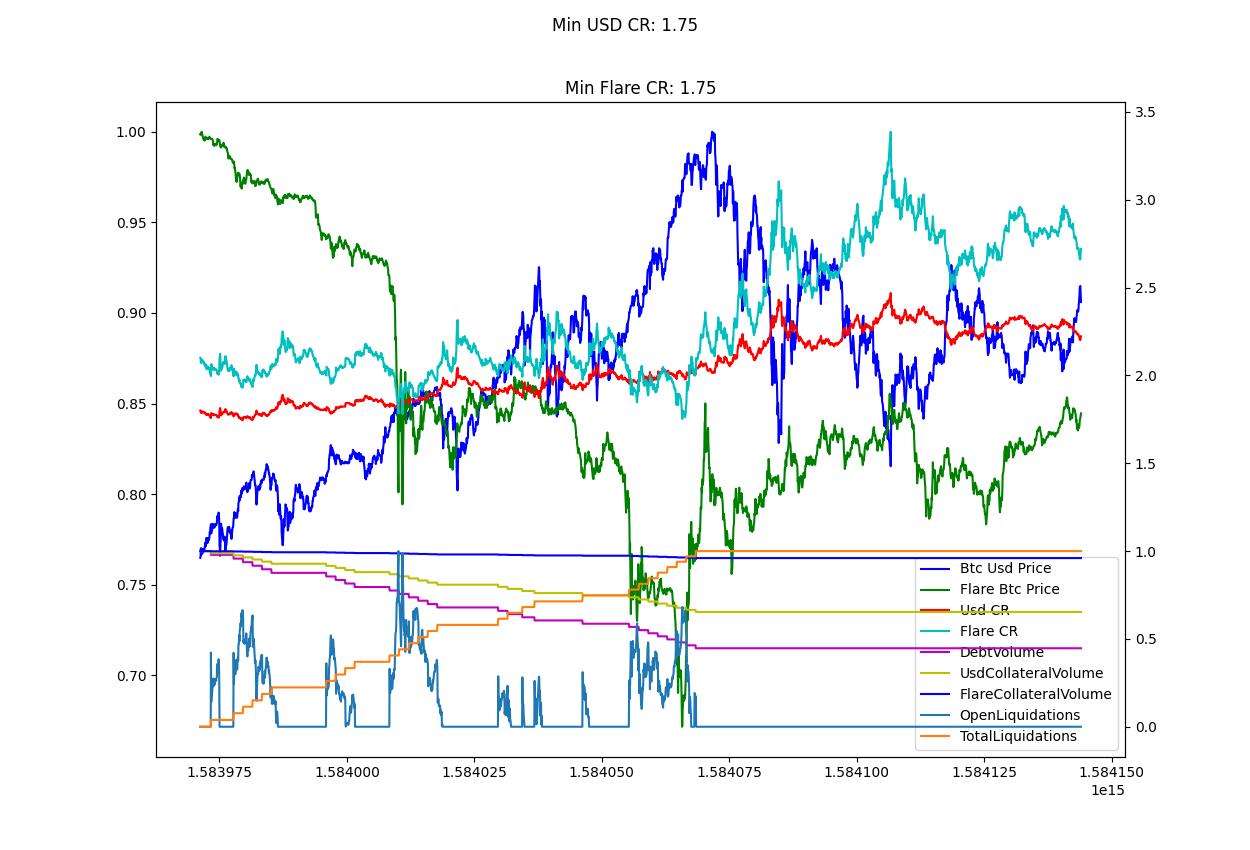 Min USD CR: 1.75
Min Flare CR: 1.75
1.00
0.95
0.90
0.85
0.80
0.75
0.70
3.5
3.0
2.5
2.0
1.5
1.0
0.5
0.0
Btc Usd Price
Flare Btc Price
Usd CR
Flare CR
DebtVolume
UsdCollateralVolume
FlareCollateralVolume
OpenLiquidations
TotalLiquidations
1.583975 1.584000 1.584025 1.584050 1.584075 1.584100 1.584125 1.584150
1e15